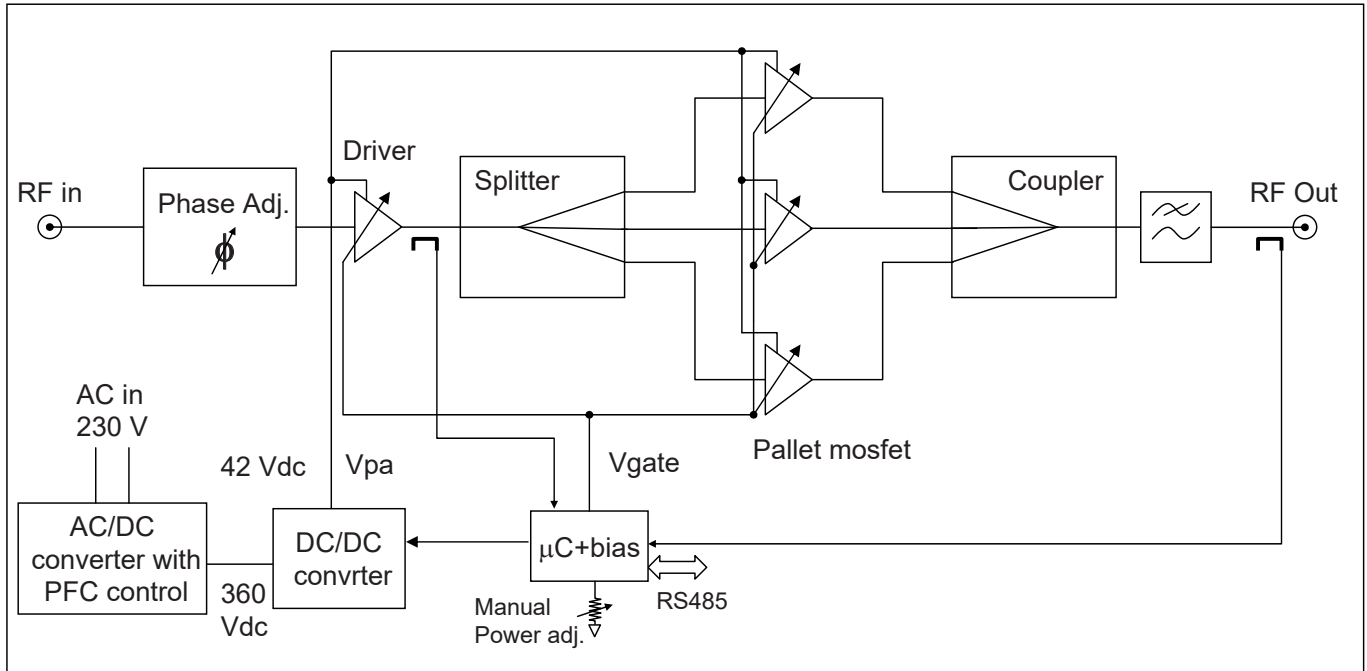 Driver
RF in
Phase Adj.
ϕ
Splitter
Coupler
RF Out
AC in
230 V
42 Vdc
Vpa
Vgate
Pallet mosfet
AC/DC
converter with
PFC control
360
Vdc
DC/DC
convrter
μC+bias
RS485
Manual
Power adj.